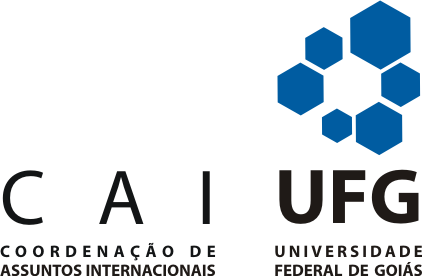 C A I
COORDENAÇÃO DE
ASSUNTOS INTERNACIONAIS
UFG
UNIVERSIDADE
FEDERAL DE GOIÁS